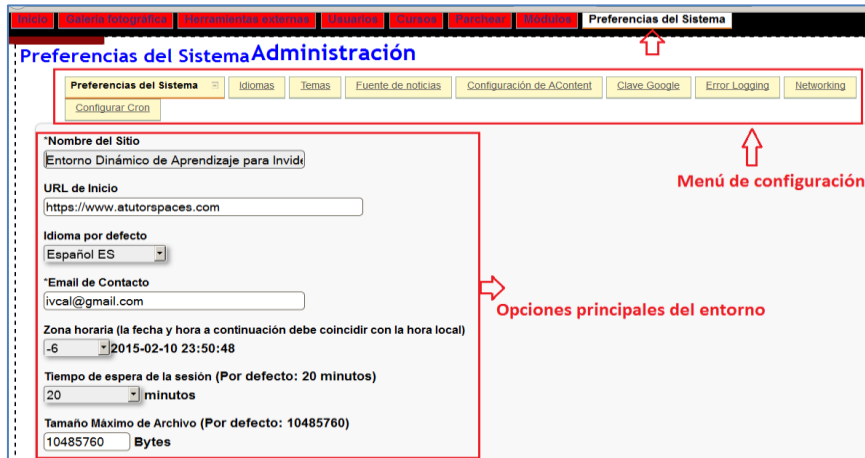 Inicio Galería fotográfica Herramientas externas Usuarios Cursos Parchear Módulos Preferencias del Sistema
Preferencias del Sistema Administración
Preferencias del Sistema Idiomas Temas Fuente de noticias Configuración de AContent Clave Google Error Logging Networking
Configurar Cron
*Nombre del Sitio
Entorno Dinámico de Aprendizaje para Invide
Menú de configuración
URL de Inicio
https://www.atutorspaces.com
Idioma por defecto
Español ES
*Email de Contacto
ivcal@gmail.com
Opciones principales del entorno
Zona horaria (la fecha y hora a continuación debe coincidir con la hora local)
-6 2015-02-10 23:50:48
Tiempo de espera de la sesión (Por defecto: 20 minutos)
20 minutos
Tamaño Máximo de Archivo (Por defecto: 10485760)
10485760 Bytes